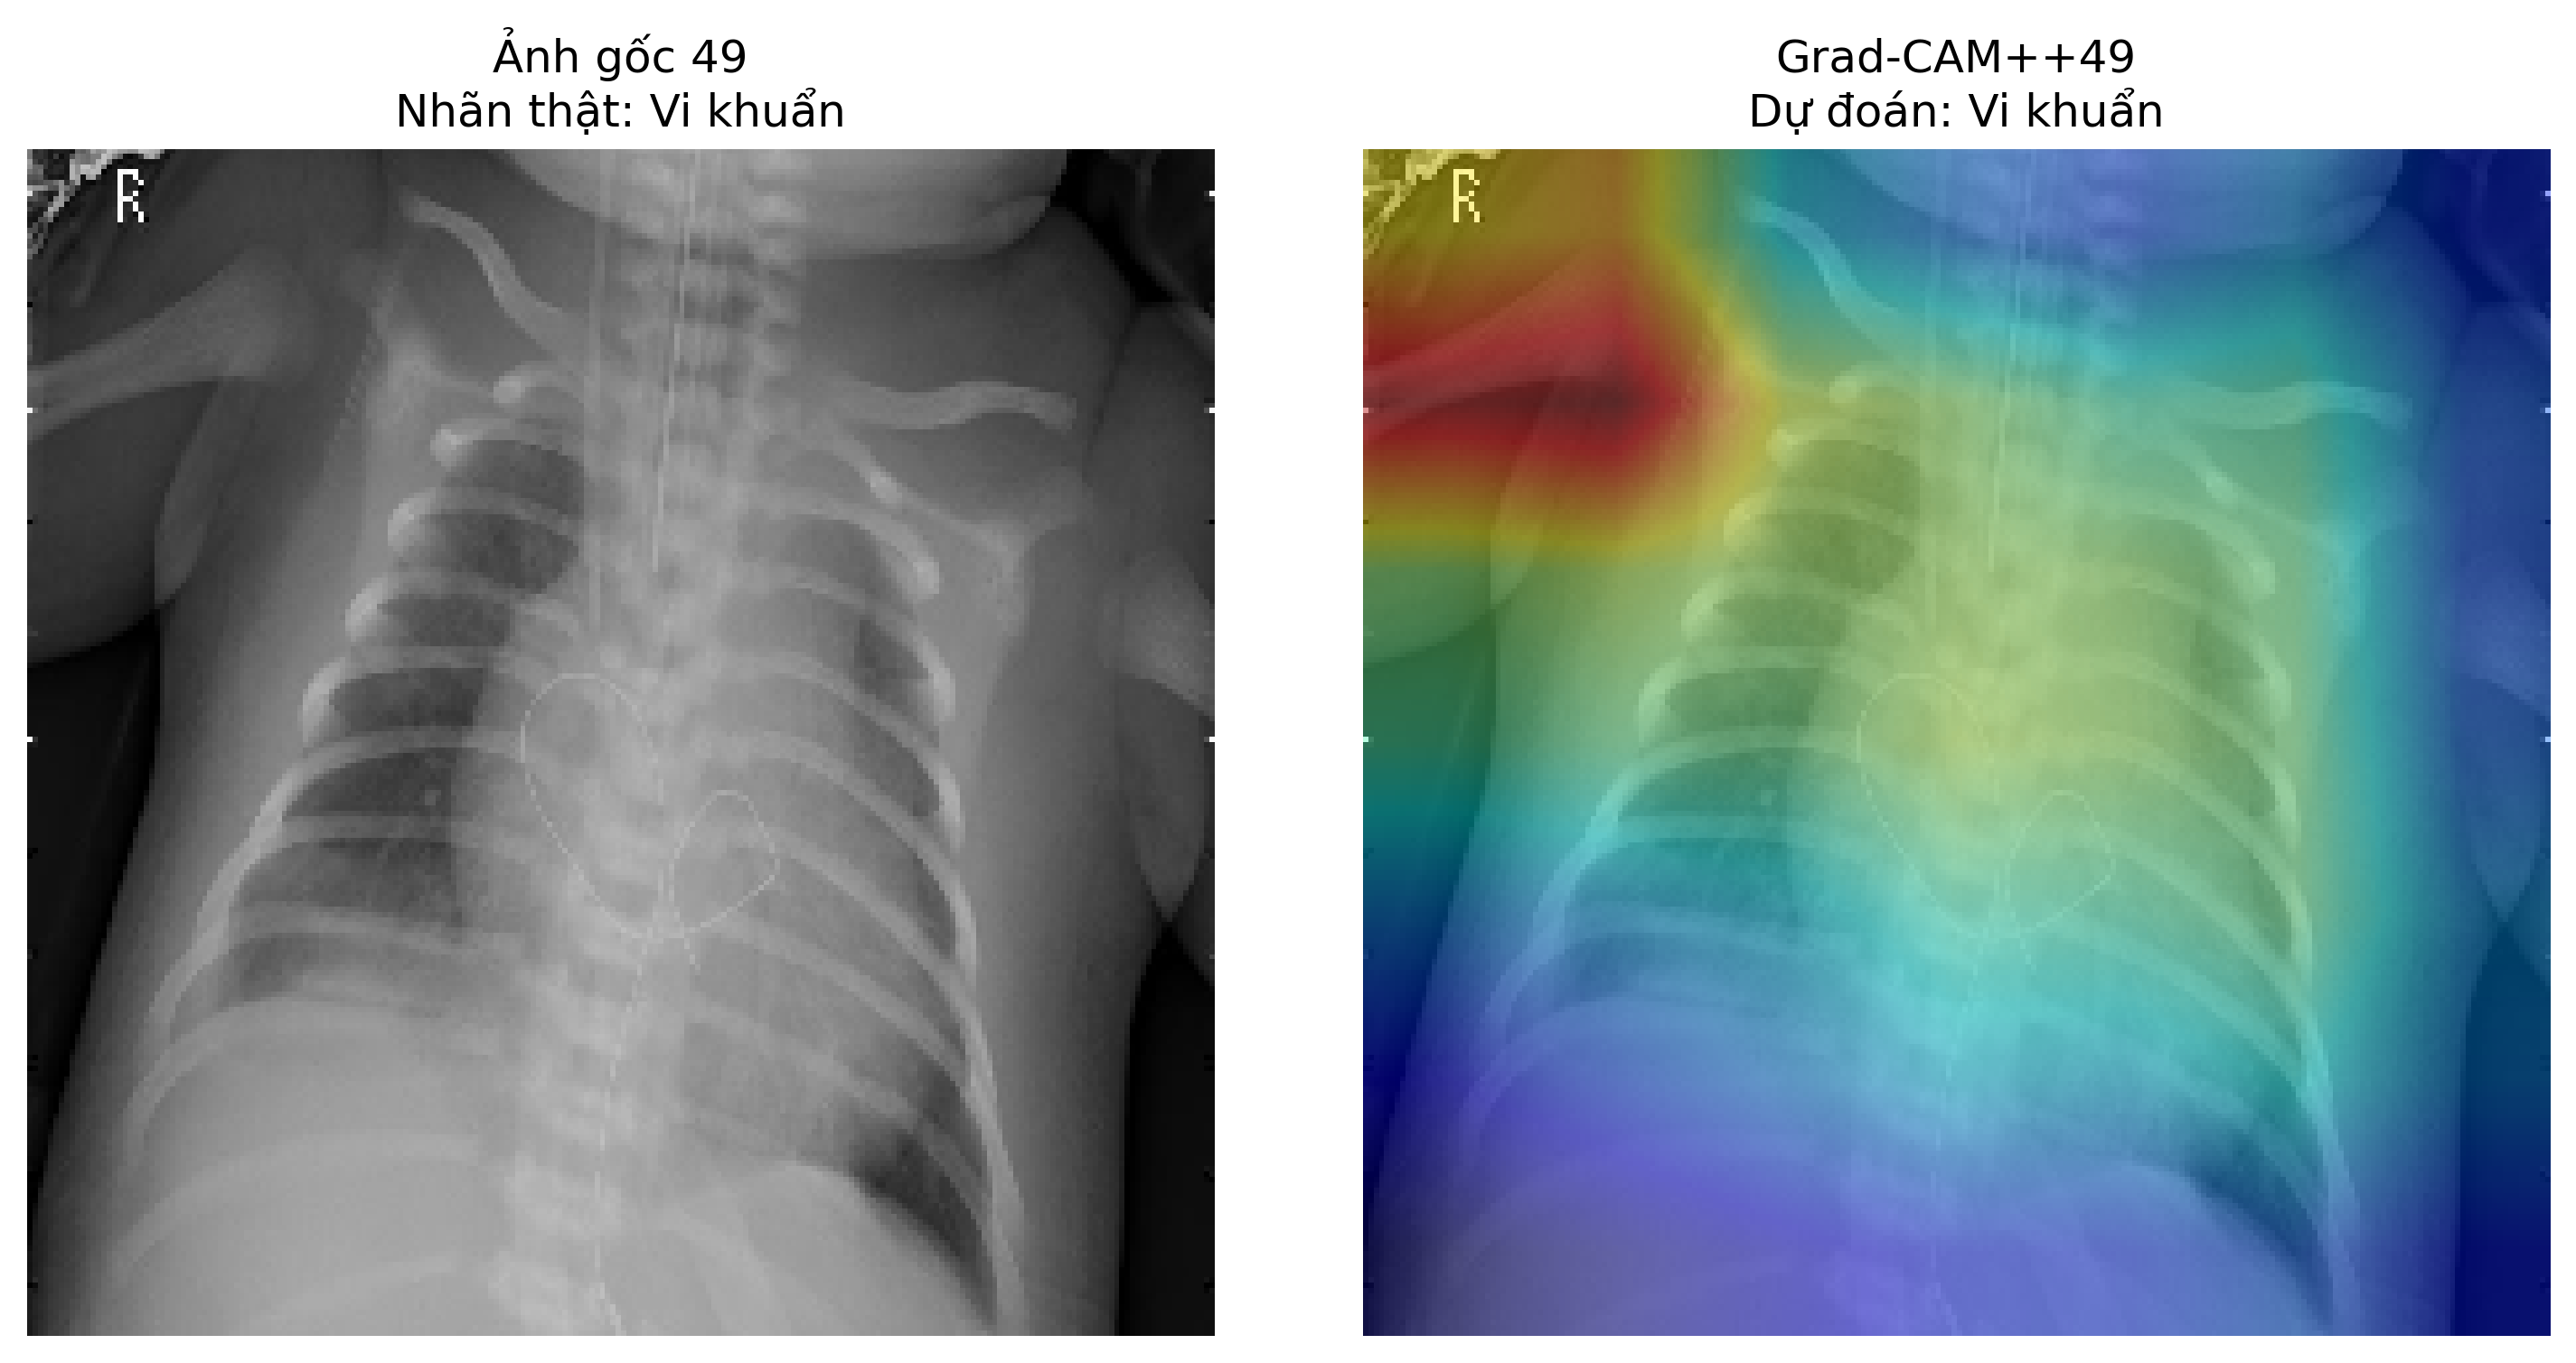 Ảnh gốc 49
Nhãn thật: Vi khuẩn
R
Grad-CAM++49
Dự đoán: Vi khuẩn
R